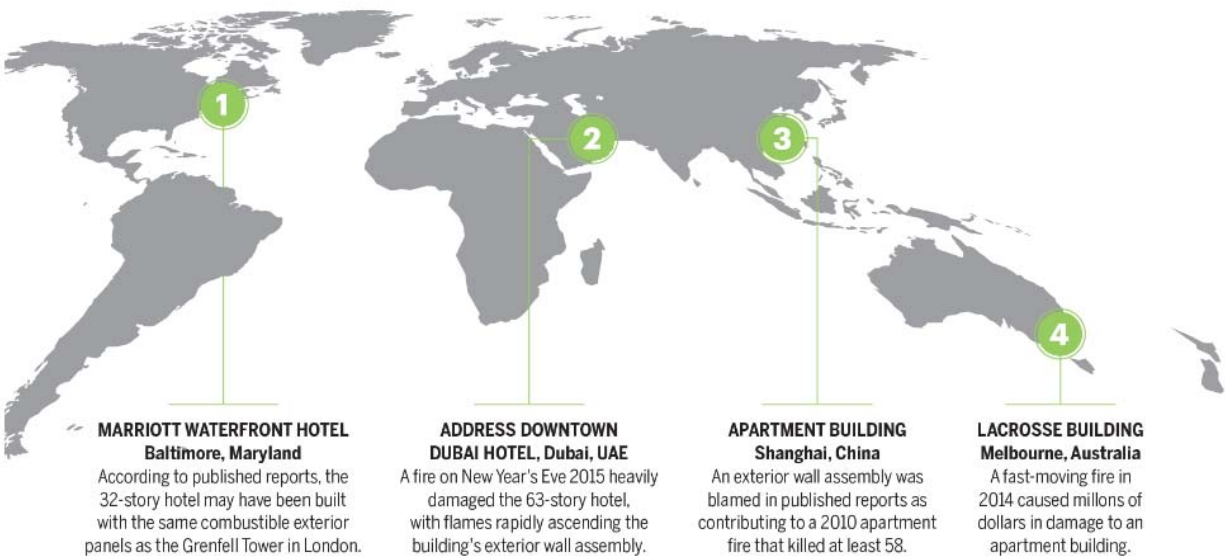 1
2
3
4
MARRIOTT WATERFRONT HOTEL
Baltimore, Maryland
According to published reports, the
32-story hotel may have been built
with the same combustible exterior
panels as the Grenfell Tower in London.
ADDRESS DOWNTOWN
DUBAI HOTEL, Dubai, UAE
A fire on New Year's Eve 2015 heavily
damaged the 63-story hotel,
with flames rapidly ascending the
building's exterior wall assembly.
APARTMENT BUILDING
Shanghai, China
An exterior wall assembly was
blamed in published reports as
contributing to a 2010 apartment
fire that killed at least 58.
LACROSSE BUILDING
Melbourne, Australia
A fast-moving fire in
2014 caused millons of
dollars in damage to an
apartment building.